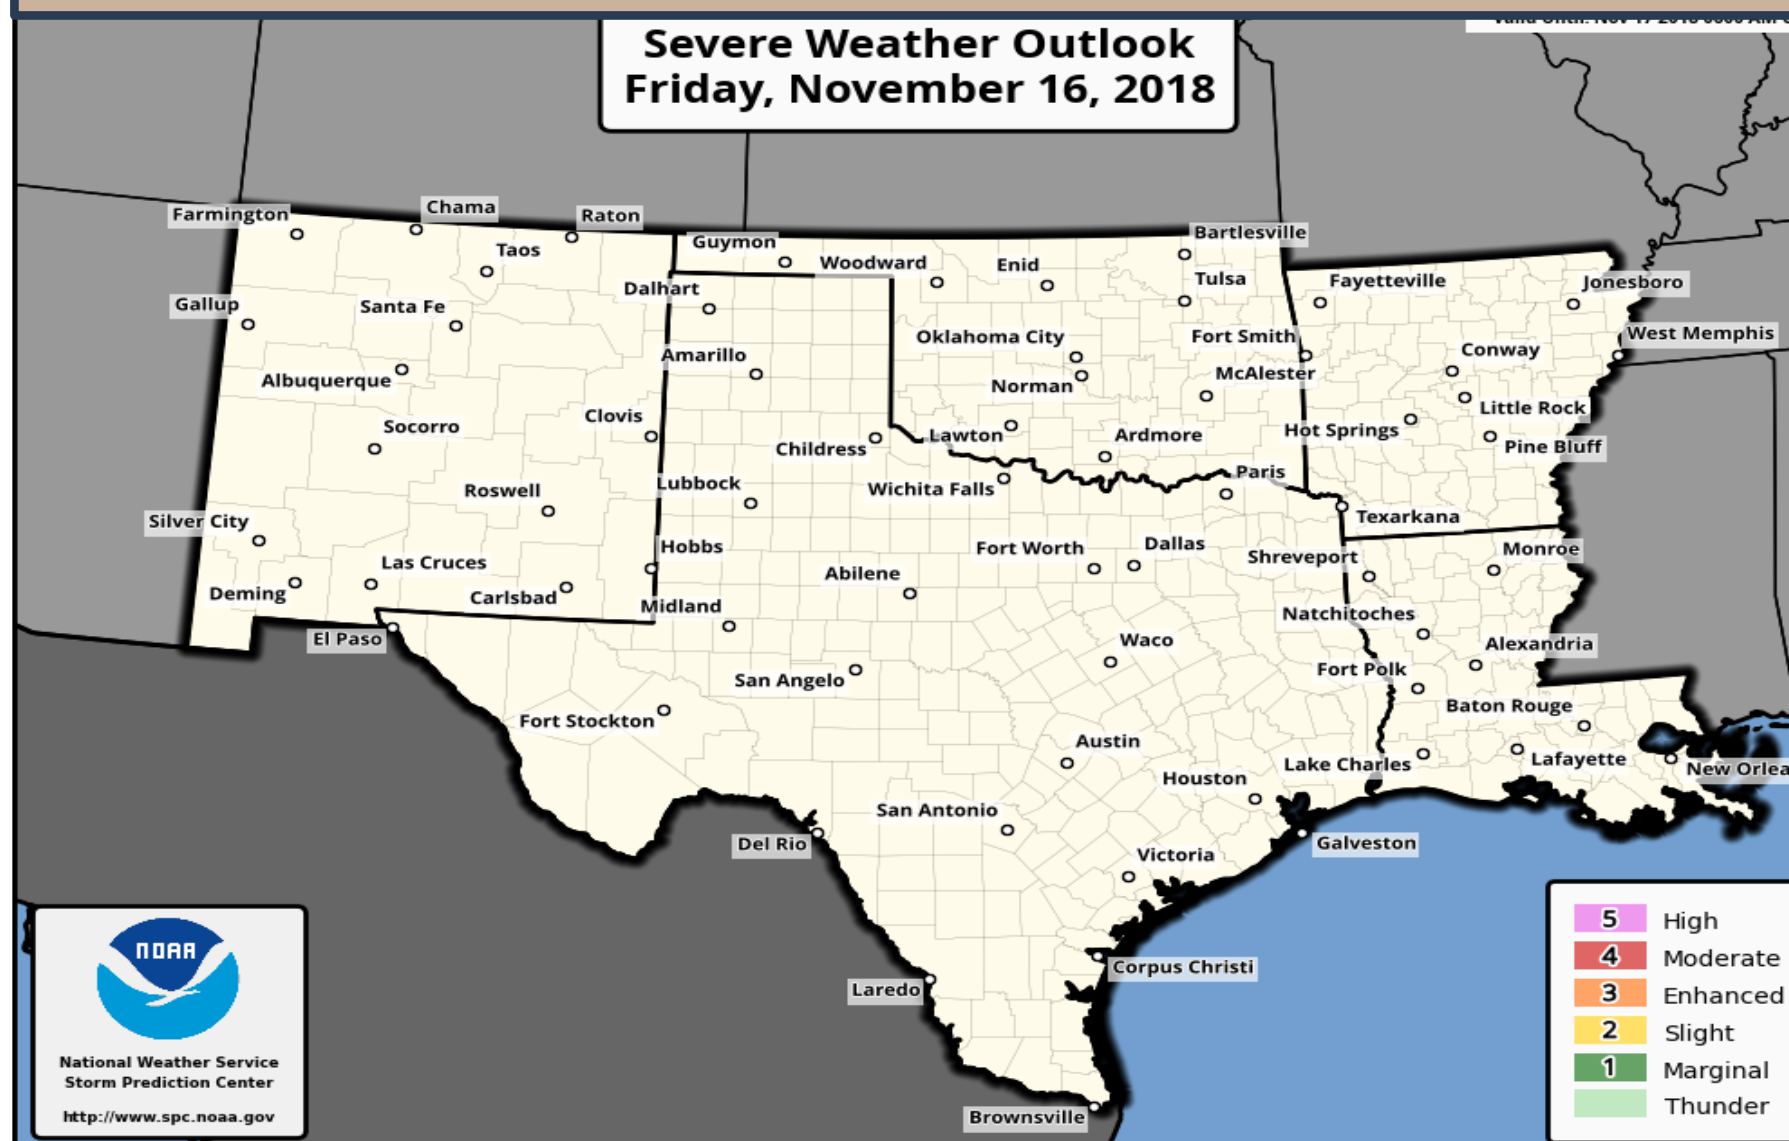 Severe Weather Outlook
Friday, November 16, 2018
Farmington
Chama
Raton
Taos
Guymon
Woodward
Enid
Bartlesville
Tulsa
Fayetteville
Jonesboro
Gallup
Santa Fe
Dalhart
Oklahoma City
Fort Smith
West Memphis
Albuquerque
Amarillo
Norman
McAlester
Conway
Socorro
Clovis
Childress
Lawton
Ardmore
Hot Springs
Little Rock
Pine Bluff
Roswell
Lubbock
Wichita Falls
Paris
Texarkana
Silver City
Las Cruces
Hobbs
Abilene
Fort Worth
Dallas
Shreveport
Monroe
Deming
Carlsbad
Midland
Natchitoches
El Paso
San Angelo
Waco
Fort Polk
Alexandria
Fort Stockton
Austin
Baton Rouge
Houston
Lake Charles
Lafayette
New Orlea
San Antonio
Del Rio
Victoria
Galveston
Laredo
Corpus Christi
Brownsville
NOAA
National Weather Service
Storm Prediction Center
http://www.spc.noaa.gov
5 High
4 Moderate
3 Enhanced
2 Slight
1 Marginal
Thunder